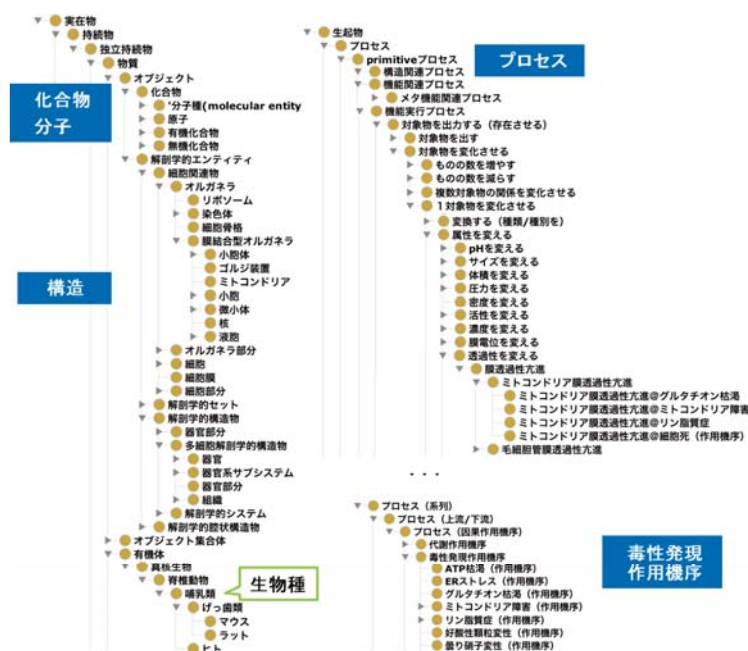 実在物
持続物
独立持続物
物質
オブジェクト
化合物
'分子種(molecular entity
原子
有機化合物
無機化合物
解剖学的エンティティ
細胞関連物
オルガネラ
リボソーム
染色体
細胞骨格
膜結合型オルガネラ
小胞体
ゴルジ装置
ミトコンドリア
小胞
微小体
核
液胞
オルガネラ部分
細胞
細胞膜
細胞部分
解剖学的セット
解剖学的構造物
器官部分
多細胞解剖学的構造物
器官
器官系サブシステム
器官部分
組織
解剖学的システム
解剖学的腔状構造物
オブジェクト集合体
有機体
真核生物
脊椎動物
哺乳類
げっ歯類
マウス
ラット
ヒト
化合物
分子
構造
生物種
生起物
プロセス
primitiveプロセス
構造関連プロセス
機能関連プロセス
メタ機能関連プロセス
機能実行プロセス
対象物を出力する（存在させる）
対象物を出す
対象物を変化させる
ものの数を増やす
ものの数を減らす
複数対象物の関係を変化させる
１対象物を変化させる
変換する（種類/種別を）
属性を変える
pHを変える
サイズを変える
体積を変える
圧力を変える
密度を変える
活性を変える
濃度を変える
膜電位を変える
透過性を変える
膜透過性亢進
ミトコンドリア膜透過性亢進
ミトコンドリア膜透過性亢進@グルタチオン枯渇
ミトコンドリア膜透過性亢進@ミトコンドリア障害
ミトコンドリア膜透過性亢進@リン脂質症
ミトコンドリア膜透過性亢進@細胞死（作用機序）
毛細胆管膜透過性亢進
プロセス
・・・
プロセス（系列）
プロセス（上流/下流）
プロセス（因果作用機序）
代謝作用機序
毒性発現作用機序
ATP枯渇（作用機序）
ERストレス（作用機序）
グルタチオン枯渇（作用機序）
ミトコンドリア障害（作用機序）
リン脂質症（作用機序）
好酸性顆粒変性（作用機序）
曇り硝子変性（作用機序）
毒性発現
作用機序